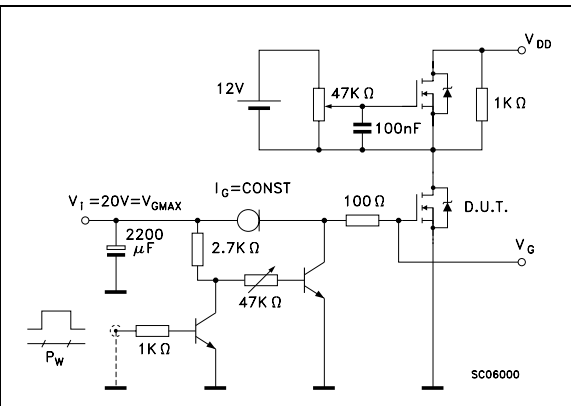 V DD
12V
47K Ω
1K Ω
100nF
V i =20V=V GMAX
I G =CONST
100 Ω
D.U.T.
2200
μF
2.7K Ω
V G
47K Ω
1K Ω
P W
SC06000